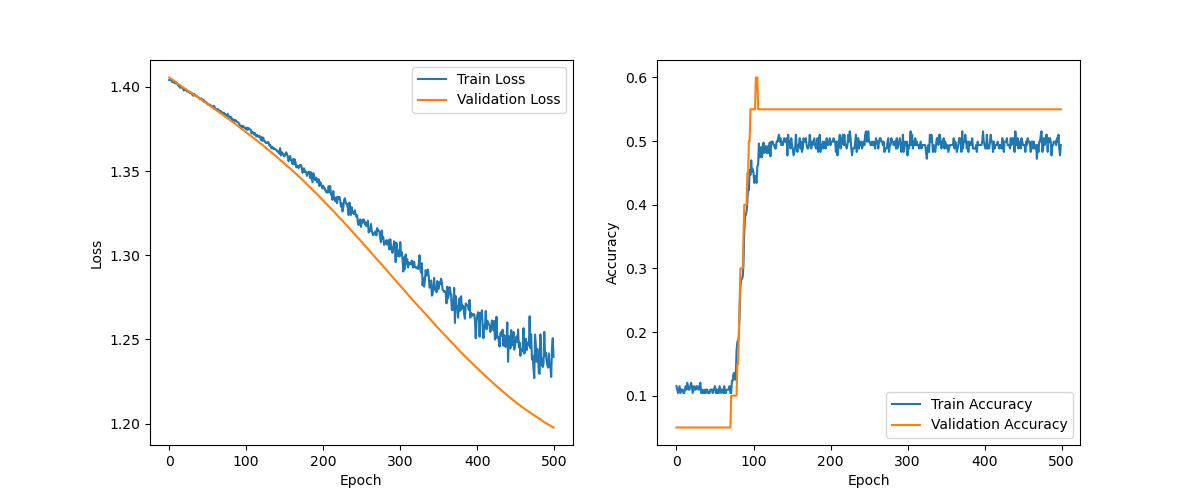 1.40
1.35
1.30
1.25
1.20
Loss
0
100
200
300
400
500
Epoch
Train Loss
Validation Loss
0.6
0.5
0.4
0.3
0.2
0.1
Accuracy
0
100
200
300
400
500
Epoch
Train Accuracy
Validation Accuracy